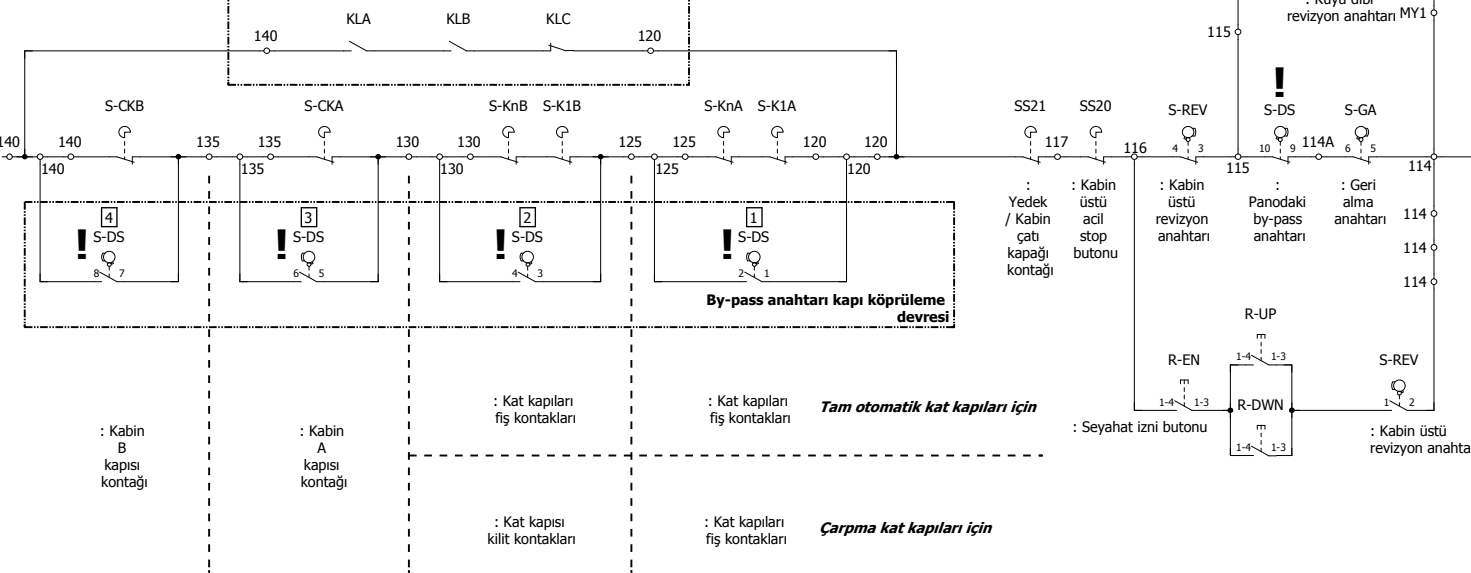 : Kuyu dibi
revizyon anahtarı MY1
KLA KLB KLC
140 120
115
S-CKB S-CKA S-KnB S-K1B S-KnA S-K1A SS21 SS20 S-REV ! S-DS S-GA
140 140 135 135 130 130 125 125 120 120 117 116 4 3 10 9 114A 6 5
140 135 130 125 120 115 114
4 3 2 1
! S-DS ! S-DS ! S-DS ! S-DS
8 7 6 5 4 3 2 1
By-pass anahtarı kapı köprüleme
devresi
:
Yedek
/ Kabin
çatı
kapağı
kontağı
: Kabin
üstü
acil
stop
butonu
: Kabin
üstü
revizyon
anahtarı
:
Panodaki
by-pass
anahtarı
: Geri
alma
anahtarı
114
114
114
R-UP
1-4 1-3
R-EN
1-4 1-3
R-DWN
1-4 1-3
S-REV
1 2
: Seyahat izni butonu
: Kabin üstü
revizyon anahta
: Kabin
B
kapısı
kontağı
: Kabin
A
kapısı
kontağı
: Kat kapıları
fiş kontakları
: Kat kapıları
fiş kontakları
Tam otomatik kat kapıları için
: Kat kapısı
kilit kontakları
: Kat kapıları
fiş kontakları
Çarpma kat kapıları için